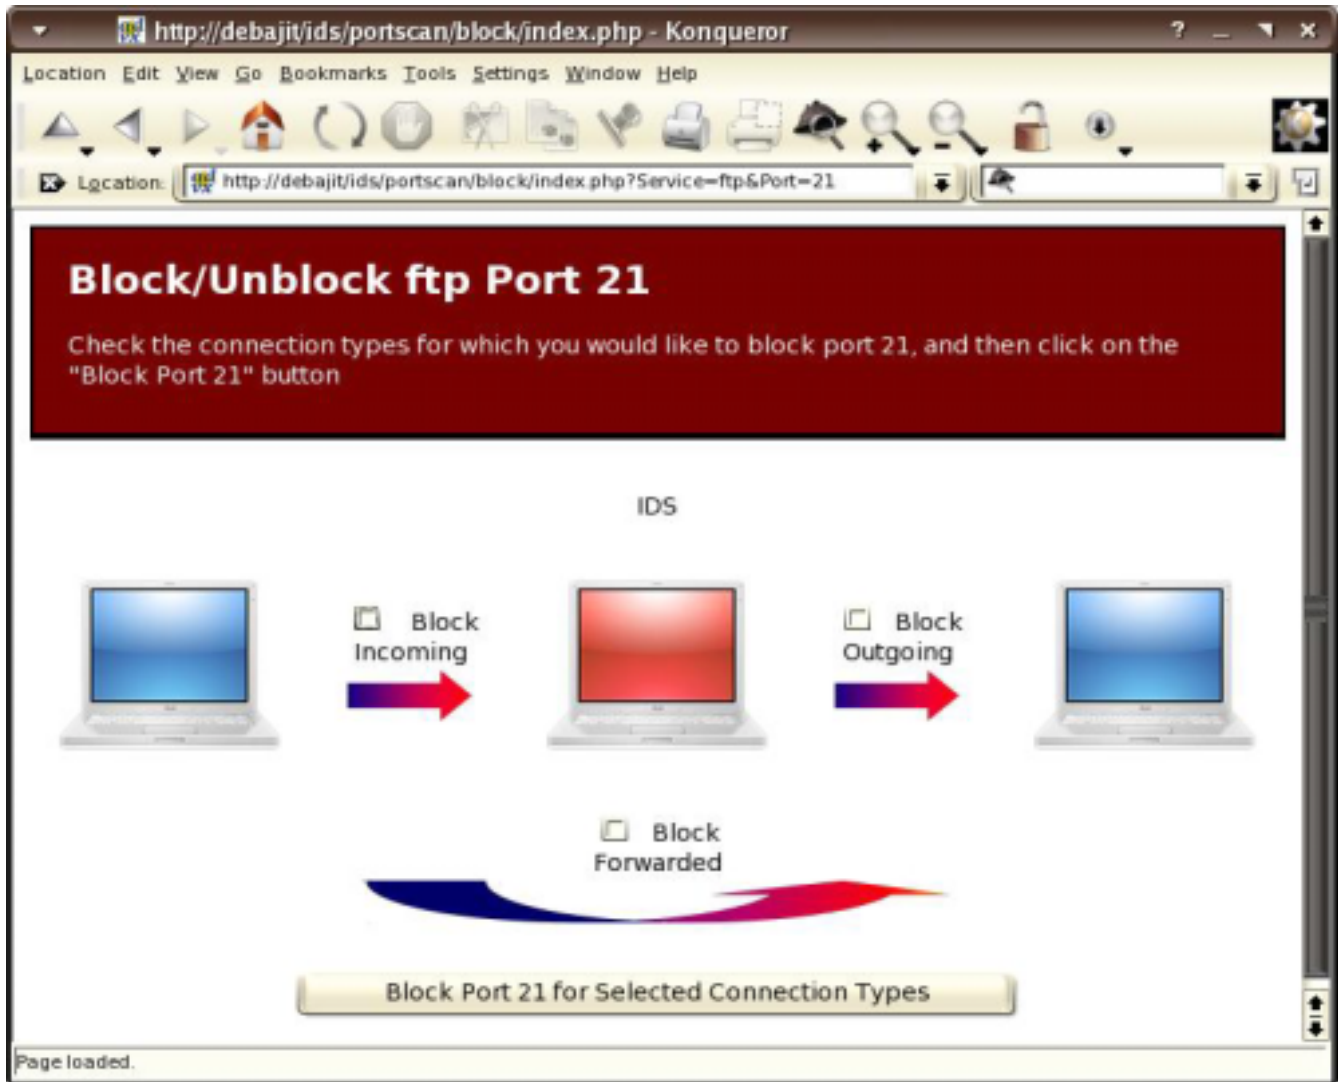 http://debajit/ids/portscan/block/index.php - Konqueror
Location Edit View Go Bookmarks Tools Settings Window Help
Location: http://debajit/ids/portscan/block/index.php?Service=ftp&Port=21
Block/Unblock ftp Port 21
Check the connection types for which you would like to block port 21, and then click on the
"Block Port 21" button
IDS
Block
Incoming
Block
Outgoing
Block
Forwarded
Block Port 21 for Selected Connection Types
Page loaded.